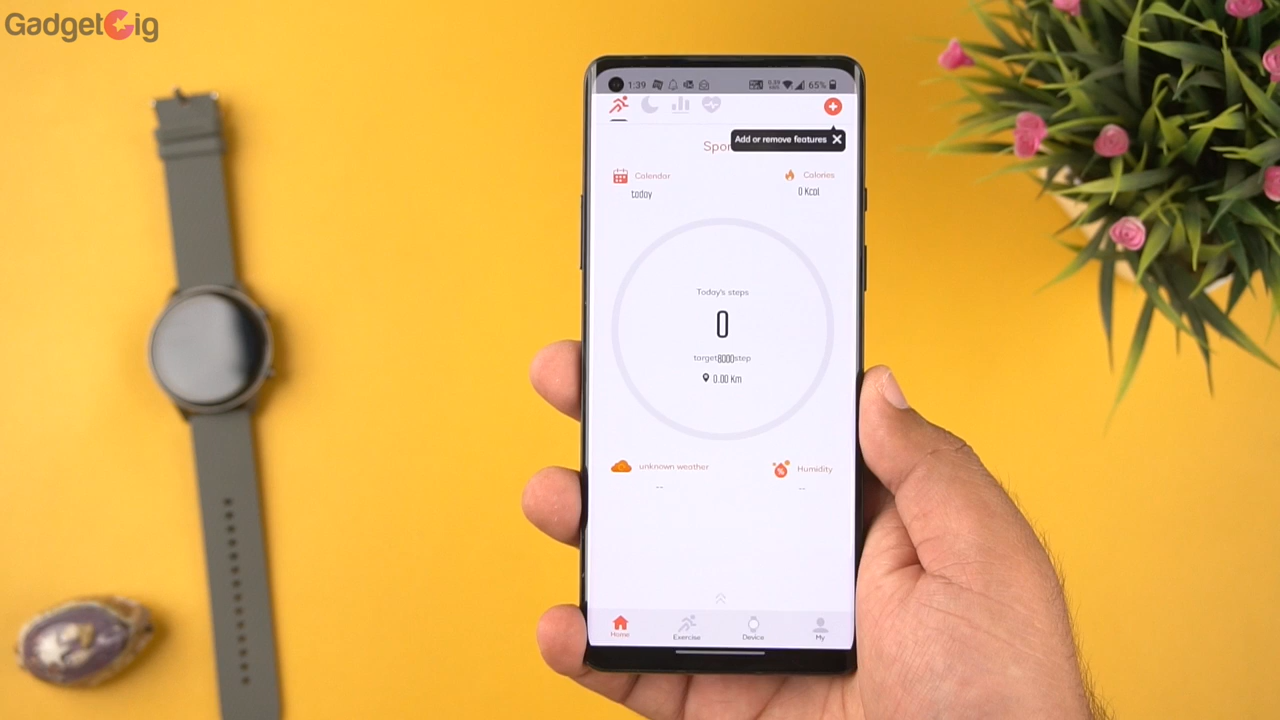 GadgetGig
1:39
65%
Add or remove features
Calendar
Calories
today
0 Kcal
Today's steps
0
target8000step
0.00 Km
unknown weather
Humidity
--
--
Home
Exercise
Device
My